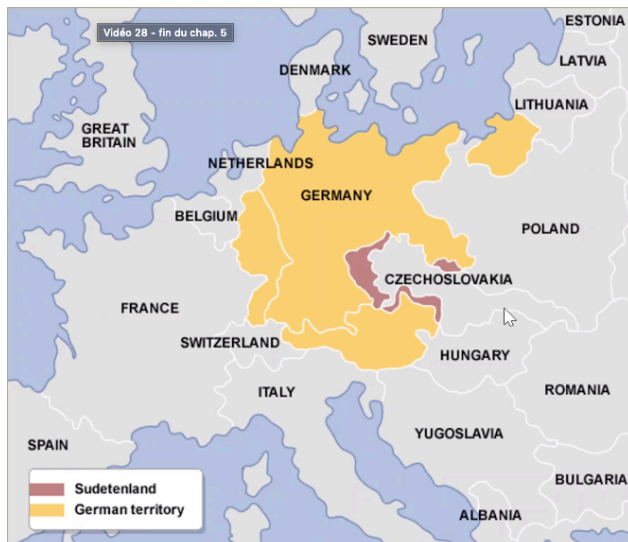 Vidéo 28 - fin du chap. 5
ESTONIA
SWEDEN
LATVIA
DENMARK
LITHUANIA
GREAT
BRITAIN
NETHERLANDS
GERMANY
BELGIUM
POLAND
CZECHOSLOVAKIA
FRANCE
SWITZERLAND
HUNGARY
ITALY
ROMANIA
YUGOSLAVIA
SPAIN
BULGARIA
ALBANIA
Sudetenland
German territory